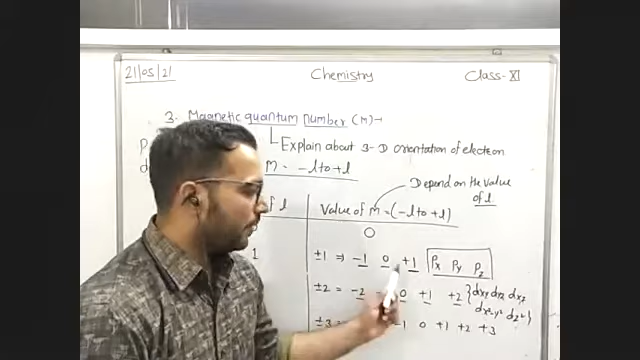 21/05/21 Chemistry Class-XI
3. Magnetic quantum number (M)→
Explain about 3-D orientation of electron
M = -l to +l
Depend on the value
of l.
of l Value of M = (-l to +l)
0
1 ±1 ⇒ -1 0 +1 Px Py Pz
±2 = -2 0 +1 +2 {dxy dyz dxz
dx²-y² dz²}
±3 = -1 0 +1 +2 +3